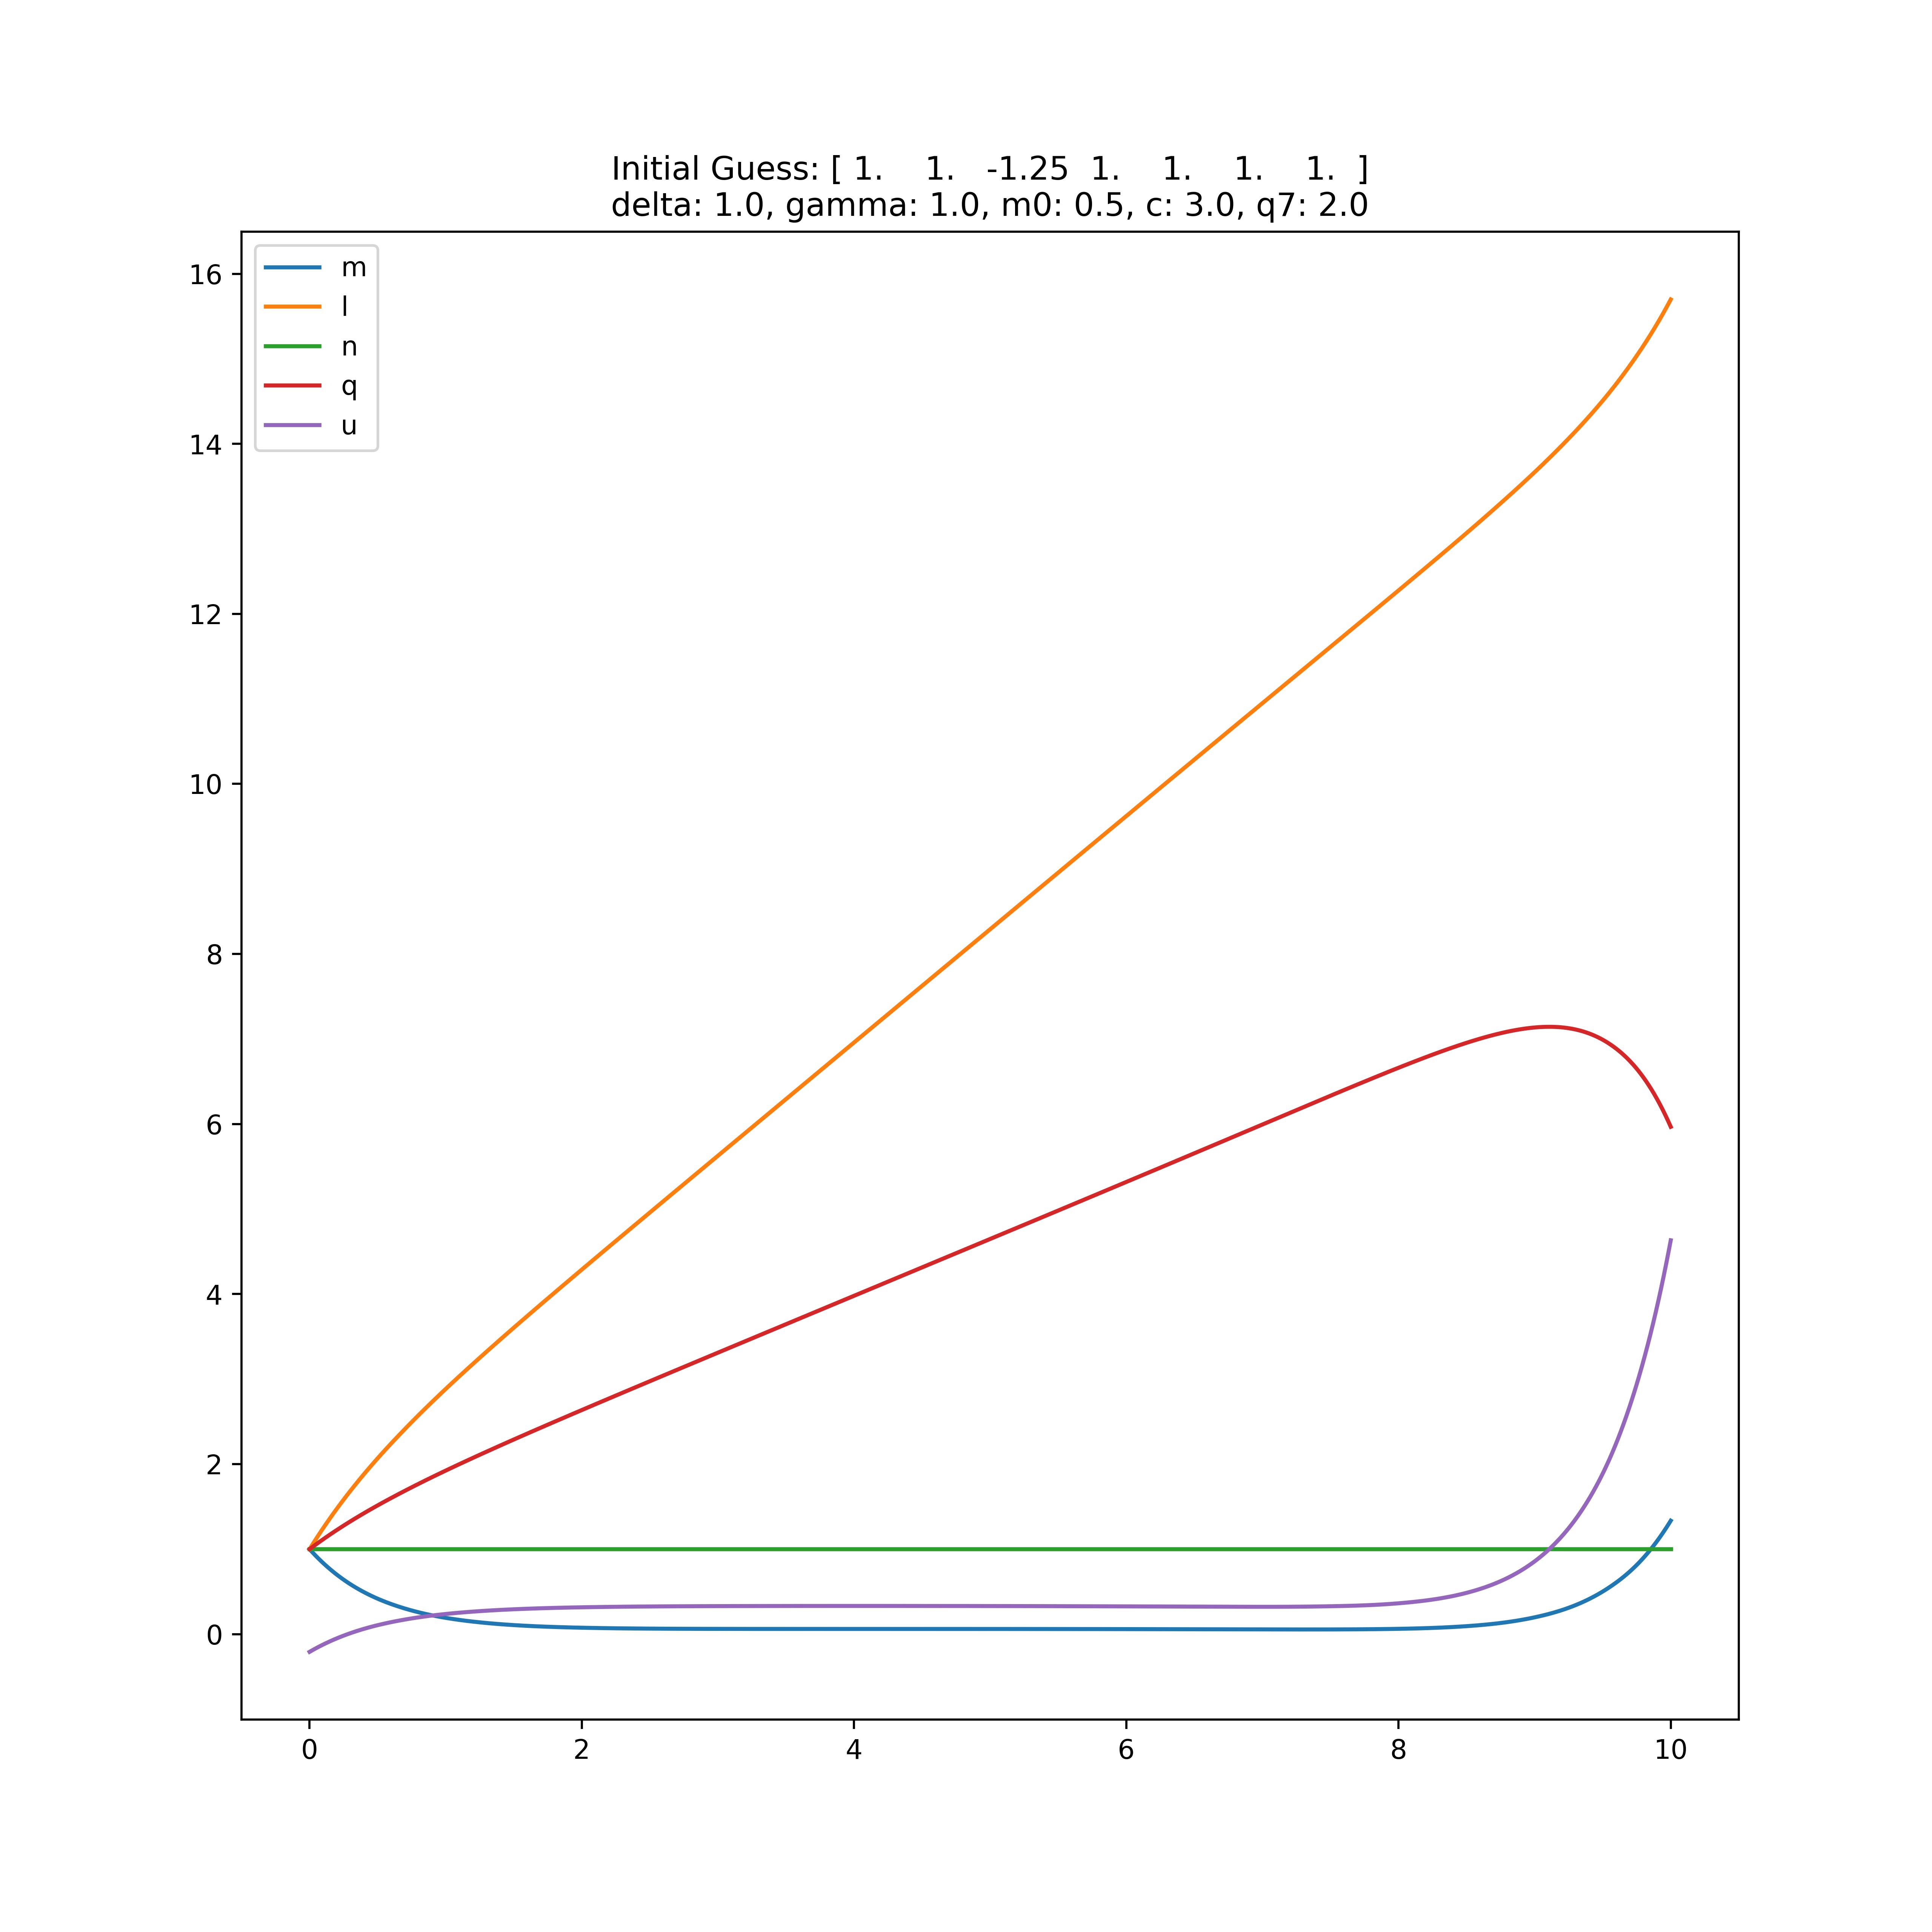 Initial Guess: [ 1. 1. -1.25 1. 1. 1. 1. ]
delta: 1.0, gamma: 1.0, m0: 0.5, c: 3.0, q7: 2.0
m
l
n
q
u
16
14
12
10
8
6
4
2
0
0 2 4 6 8 10